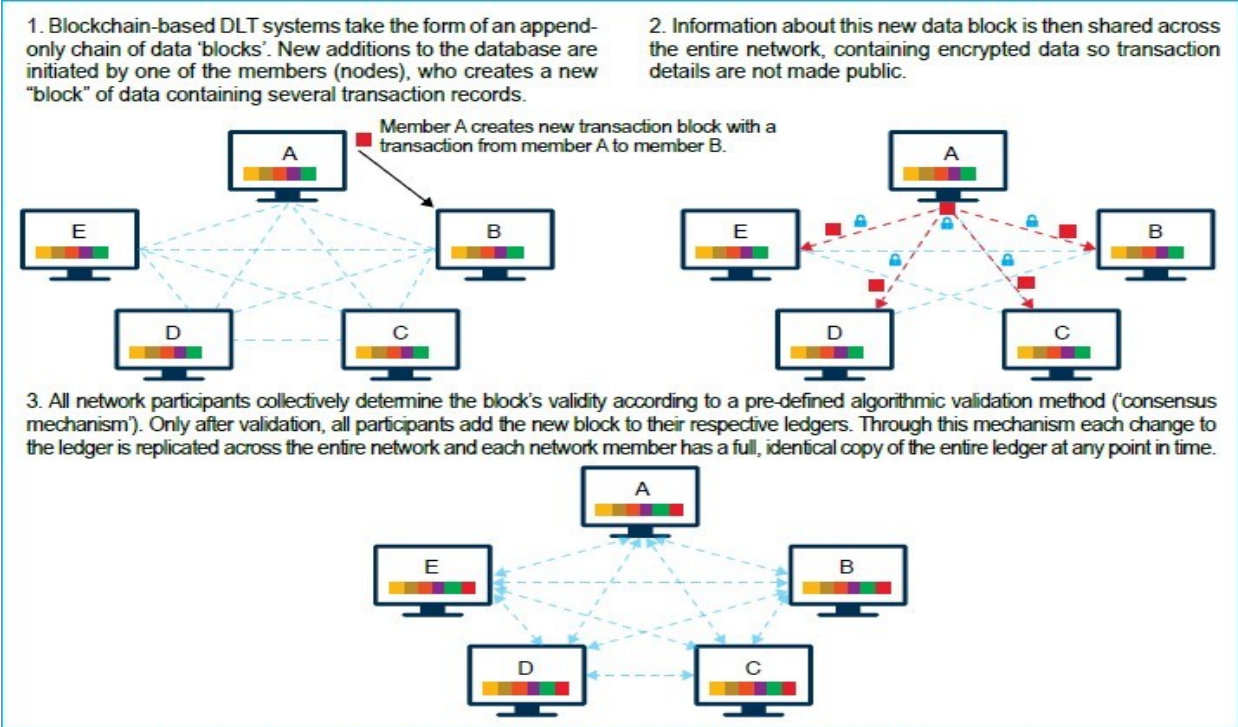 1. Blockchain-based DLT systems take the form of an append-
only chain of data ‘blocks’. New additions to the database are
initiated by one of the members (nodes), who creates a new
“block” of data containing several transaction records.
2. Information about this new data block is then shared across
the entire network, containing encrypted data so transaction
details are not made public.
Member A creates new transaction block with a
transaction from member A to member B.
A
E
B
D
C
A
E
B
D
C
3. All network participants collectively determine the block’s validity according to a pre-defined algorithmic validation method (‘consensus
mechanism’). Only after validation, all participants add the new block to their respective ledgers. Through this mechanism each change to
the ledger is replicated across the entire network and each network member has a full, identical copy of the entire ledger at any point in time.
A
E
B
D
C